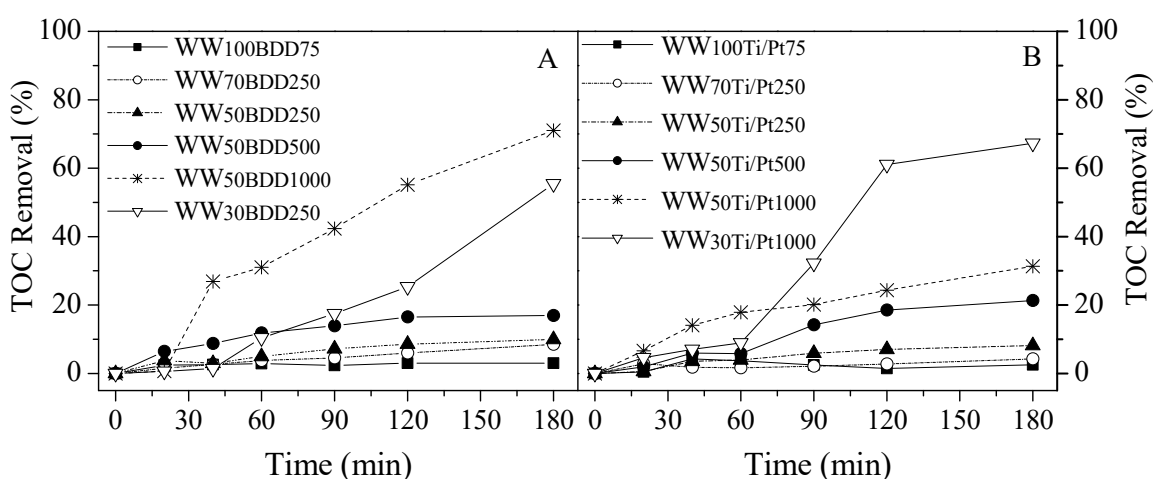 100
80
60
40
20
0
TOC Removal (%)
WW100BDD75
WW70BDD250
WW50BDD250
WW50BDD500
WW50BDD1000
WW30BDD250
A
0 30 60 90 120 150 180
Time (min)
WW100Ti/Pt75
WW70Ti/Pt250
WW50Ti/Pt250
WW50Ti/Pt500
WW50Ti/Pt1000
WW30Ti/Pt1000
B
0 30 60 90 120 150 180
Time (min)
100
80
60
40
20
0
TOC Removal (%)